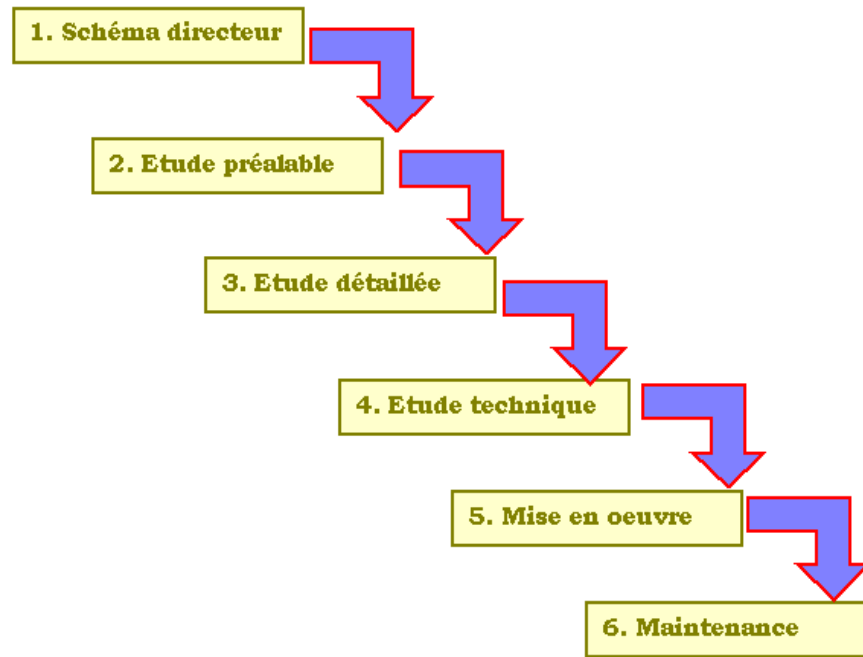 1. Schéma directeur
2. Etude préalable
3. Etude détaillée
4. Etude technique
5. Mise en oeuvre
6. Maintenance